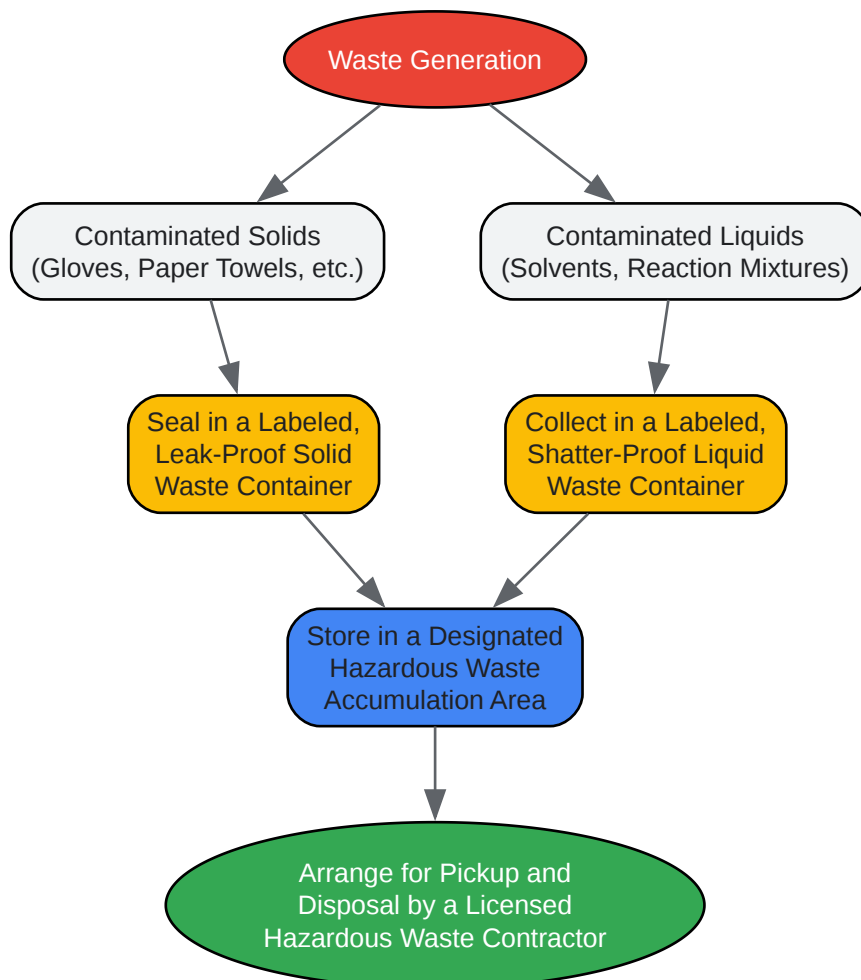 Waste Generation
Contaminated Solids
(Gloves, Paper Towels, etc.)
Contaminated Liquids
(Solvents, Reaction Mixtures)
Seal in a Labeled,
Leak-Proof Solid
Waste Container
Collect in a Labeled,
Shatter-Proof Liquid
Waste Container
Store in a Designated
Hazardous Waste
Accumulation Area
Arrange for Pickup and
Disposal by a Licensed
Hazardous Waste Contractor